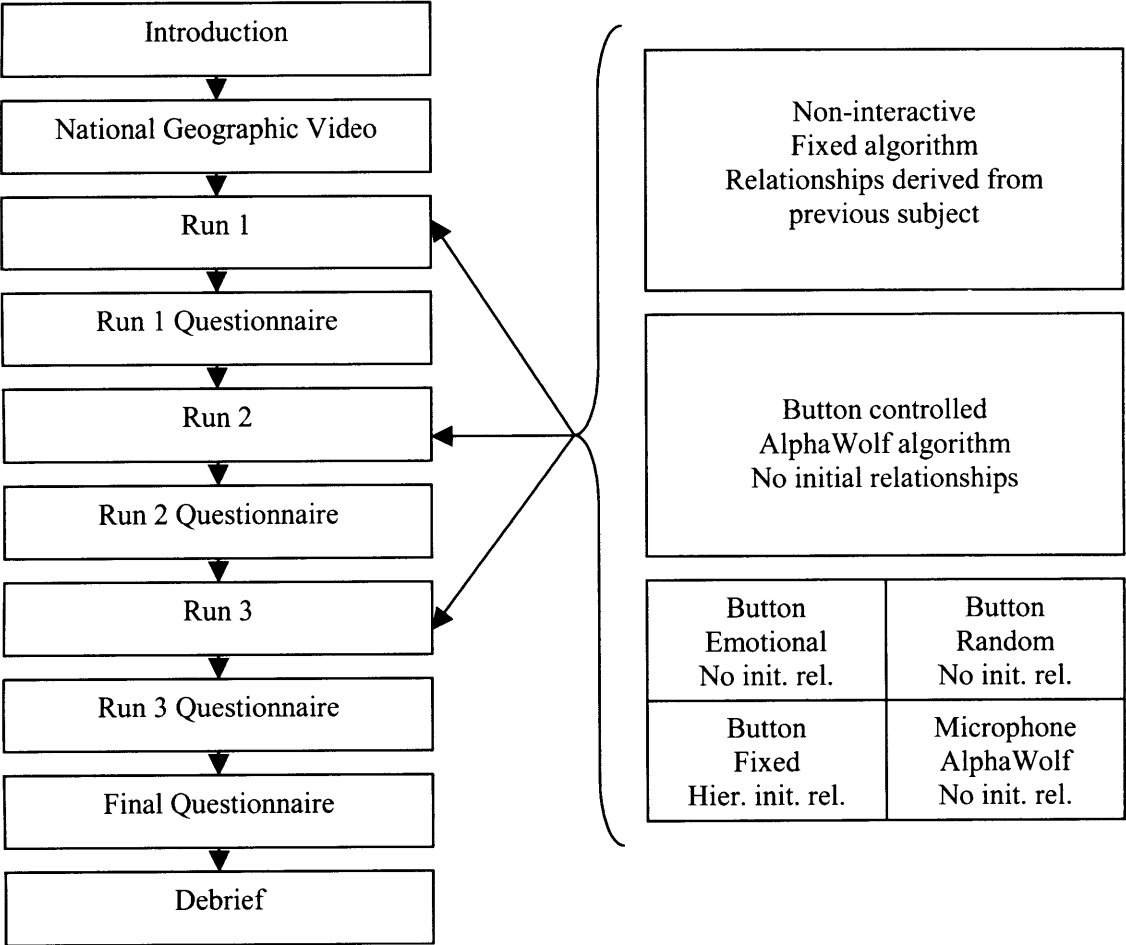 Introduction
National Geographic Video
Run 1
Run 1 Questionnaire
Run 2
Run 2 Questionnaire
Run 3
Run 3 Questionnaire
Final Questionnaire
Debrief
Non-interactive
Fixed algorithm
Relationships derived from
previous subject
Button controlled
AlphaWolf algorithm
No initial relationships
Button
Emotional
No init. rel.
Button
Random
No init. rel.
Button
Fixed
Hier. init. rel.
Microphone
AlphaWolf
No init. rel.